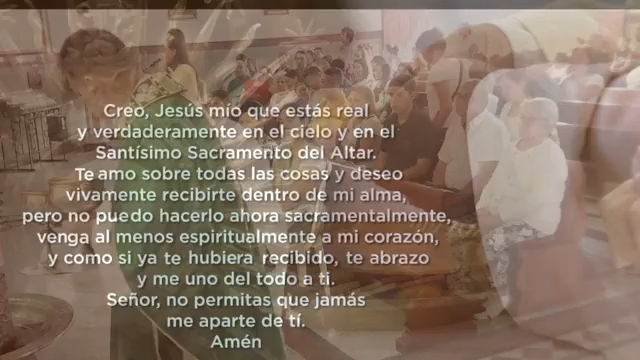 Creo, Jesús mío que estás real
y verdaderamente en el cielo y en el
Santísimo Sacramento del Altar.
Te amo sobre todas las cosas y deseo
vivamente recibirte dentro de mi alma,
pero no puedo hacerlo ahora sacramentalmente,
venga al menos espiritualmente a mi corazón,
y como si ya te hubiera recibido, te abrazo
y me uno del todo a ti.
Señor, no permitas que jamás
me aparte de tí.
Amén